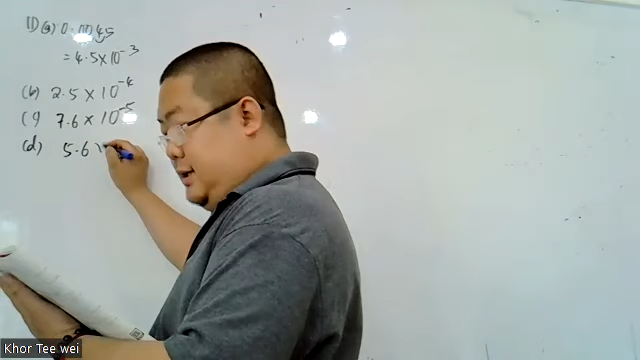 (1) (a) 0.0045
= 4.5 x 10^-3
(b) 2.5 x 10^-4
(c) 7.6 x 10^-5
(d) 5.6 x
Khor Tee wei